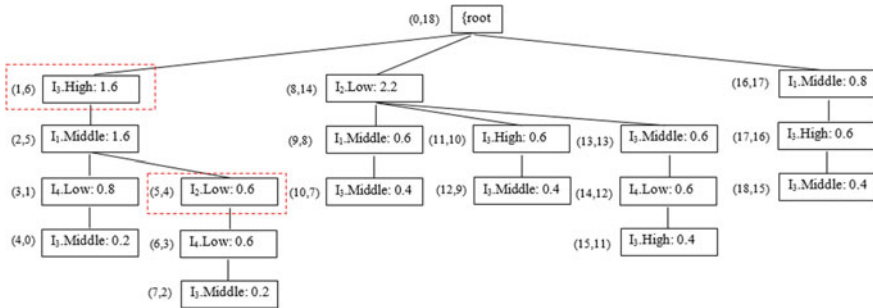 (0,18) {root
(1,6) I₃.High: 1.6 (8,14) I₂.Low: 2.2 (16,17) I₁.Middle: 0.8
(2,5) I₁.Middle: 1.6 (9,8) I₁.Middle: 0.6 (11,10) I₃.High: 0.6 (13,13) I₃.Middle: 0.6 (17,16) I₃.High: 0.6
(3,1) I₄.Low: 0.8 (5,4) I₂.Low: 0.6 (10,7) I₃.Middle: 0.4 (12,9) I₃.Middle: 0.4 (14,12) I₄.Low: 0.6 (18,15) I₃.Middle: 0.4
(4,0) I₃.Middle: 0.2 (6,3) I₄.Low: 0.6 (15,11) I₃.High: 0.4
(7,2) I₃.Middle: 0.2